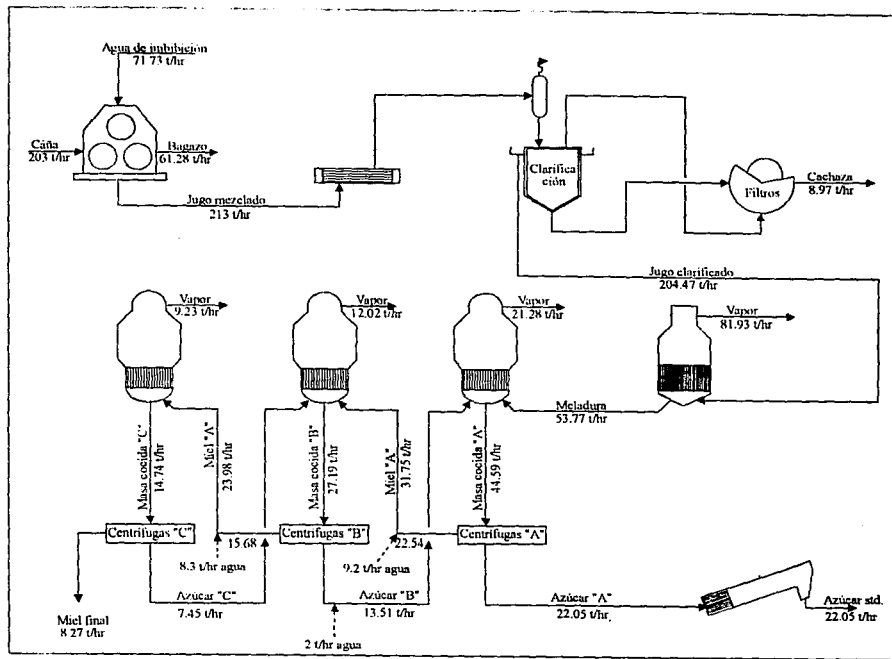 Agua de imbibición
71.73 t/hr
Cáña
203 t/hr
Bagazo
61.28 t/hr
Jugo mezclado
213 t/hr
Clarific
ación
Filtros
Cachaza
8.97 t/hr
Jugo clarificado
204.47 t/hr
Vapor
9.23 t/hr
Vapor
12.02 t/hr
Vapor
21.28 t/hr
Vapor
81.93 t/hr
Meladura
53.77 t/hr
Masa cocida "C"
14.74 t/hr
Miel "A"
23.98 t/hr
Masa cocida "B"
27.19 t/hr
Miel "A"
31.75 t/hr
Masa cocida "A"
44.59 t/hr
Centrífugas "C"
15.68
Centrífugas "B"
22.54
Centrífugas "A"
8.3 t/hr agua
9.2 t/hr agua
Miel final
8.27 t/hr
Azúcar "C"
7.45 t/hr
Azúcar "B"
13.51 t/hr
2 t/hr agua
Azúcar "A"
22.05 t/hr
Azúcar std.
22.05 t/hr